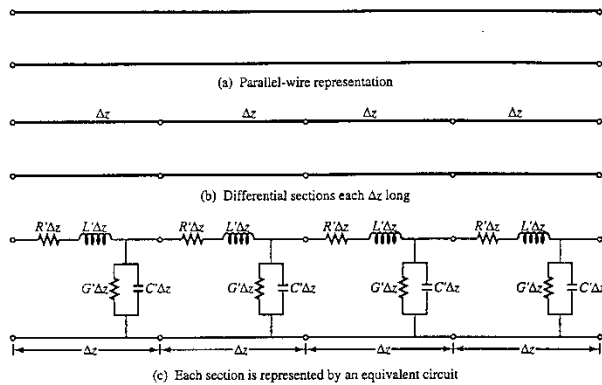 (a) Parallel-wire representation
Δz Δz Δz Δz
(b) Differential sections each Δz long
R'Δz L'Δz R'Δz L'Δz R'Δz L'Δz R'Δz L'Δz
G'Δz C'Δz G'Δz C'Δz G'Δz C'Δz G'Δz C'Δz
Δz Δz Δz Δz
(c) Each section is represented by an equivalent circuit